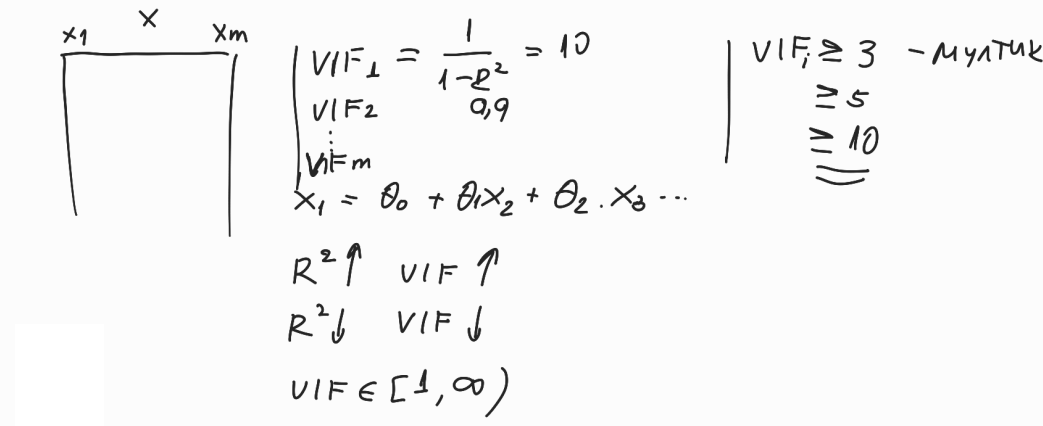 X
x1 xm
VIF1 = 1/(1-R²) = 10
VIF2 0,9
⋮
VIFm
x1 = θ0 + θ1x2 + θ2 . x3 ...
R² ↑ VIF ↑
R² ↓ VIF ↓
VIF ∈ [1, ∞)
VIFi ≥ 3 - мултик
≥ 5
≥ 10